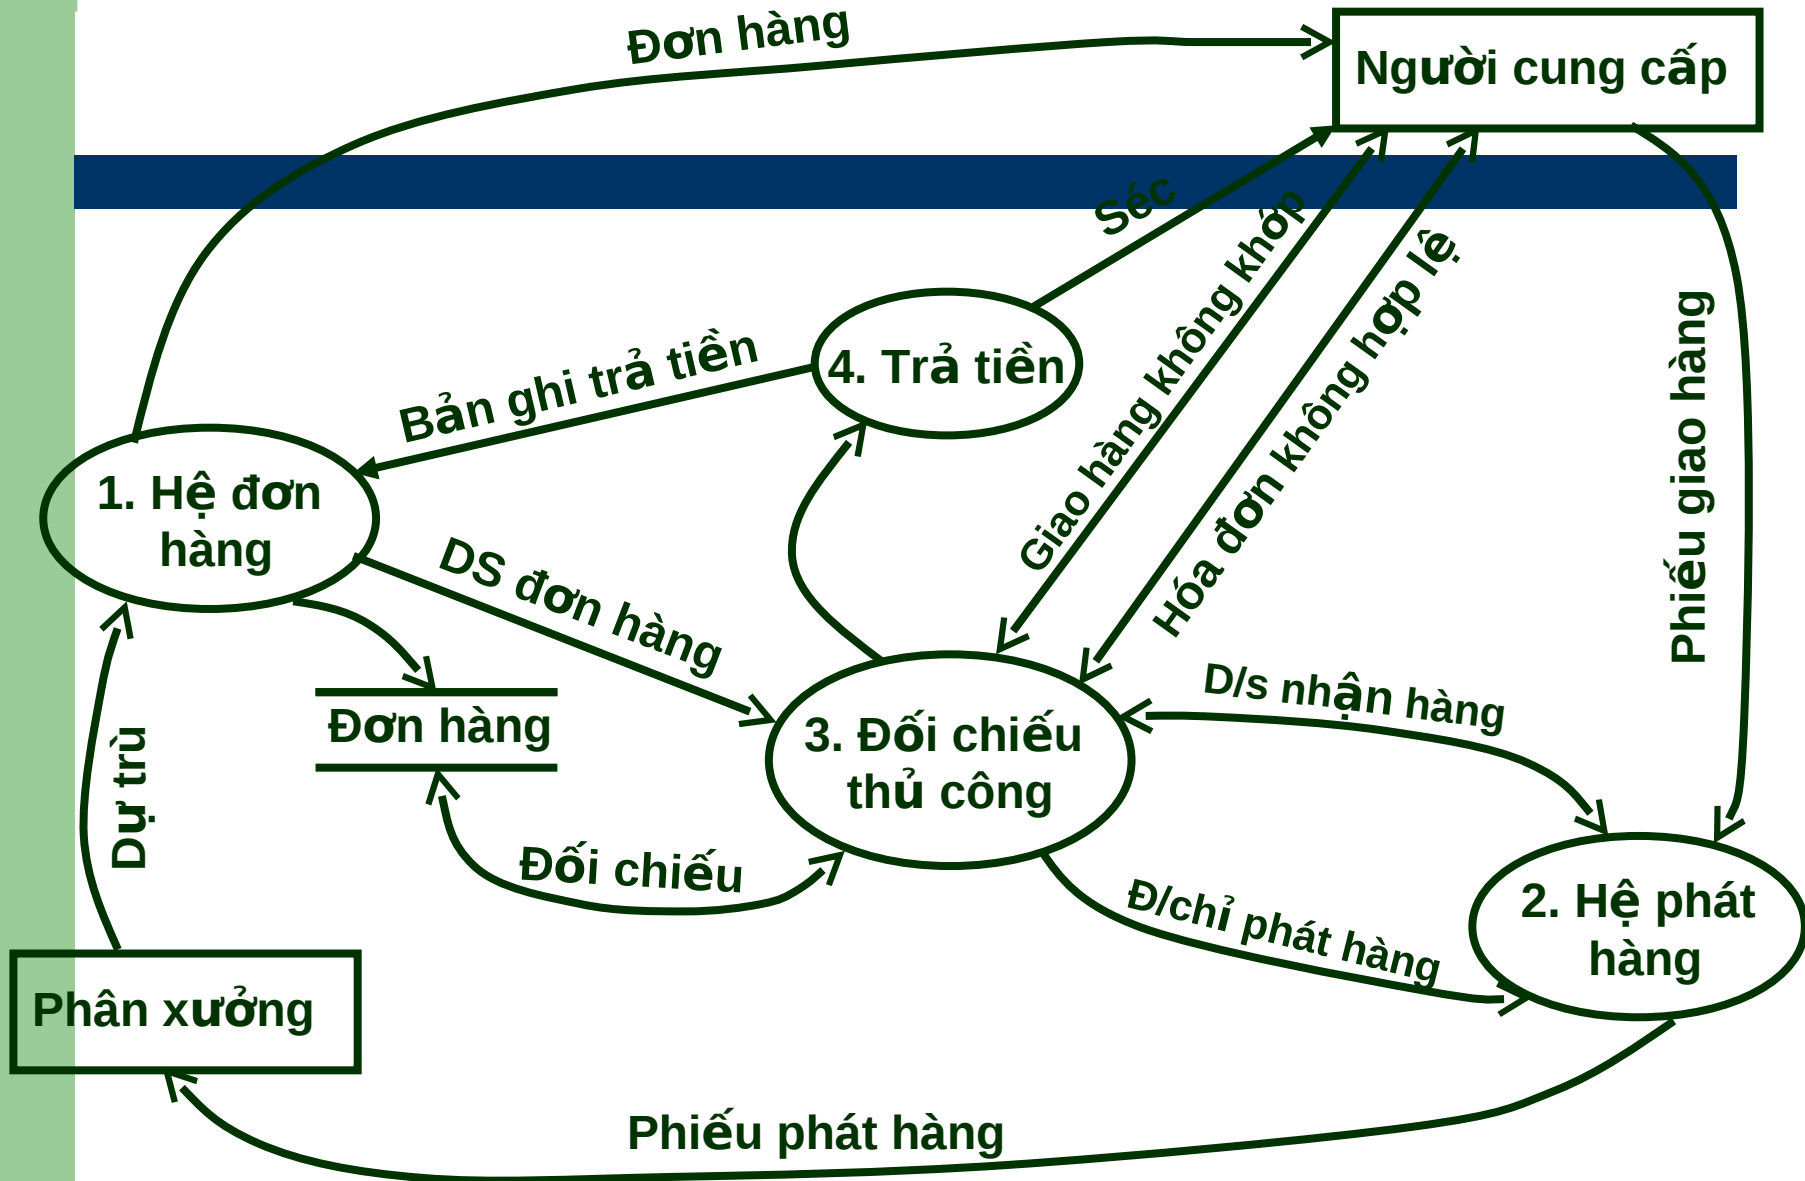 Đơn hàng
Người cung cấp
Séc
Giao hàng không khớp
Hóa đơn không hợp lệ
Phiếu giao hàng
Bản ghi trả tiền
4. Trả tiền
1. Hệ đơn
hàng
DS đơn hàng
Dự trù
Đơn hàng
3. Đối chiếu
thủ công
D/s nhận hàng
Đối chiếu
Đ/chỉ phát hàng
2. Hệ phát
hàng
Phân xưởng
Phiếu phát hàng